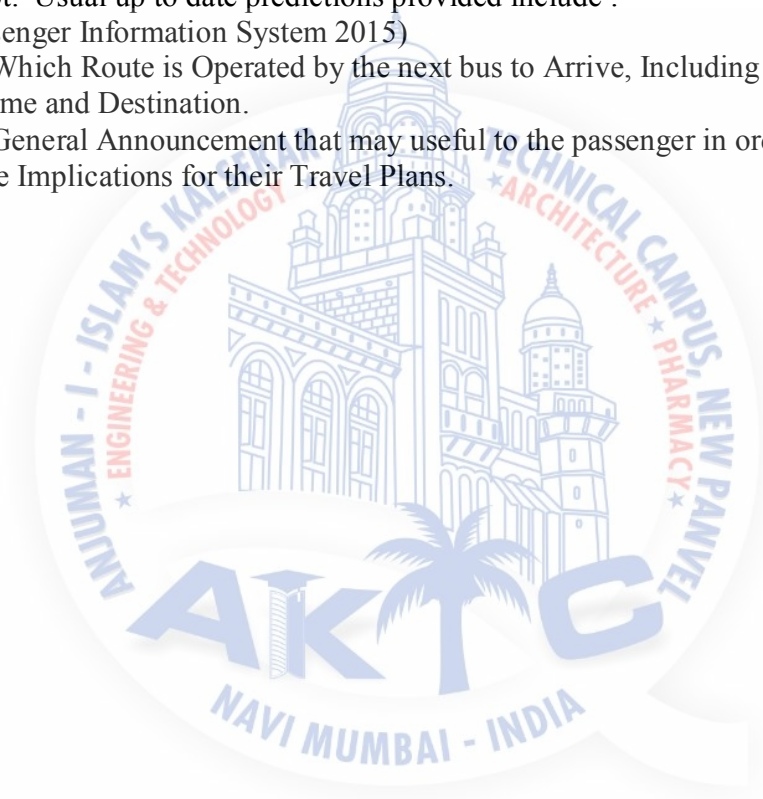 Usual up to date predictions provided include :
enger Information System 2015)
Which Route is Operated by the next bus to Arrive, Including
me and Destination.
General Announcement that may useful to the passenger in or
e Implications for their Travel Plans.
ANJUMAN - I - ISLAM'S KALSEKAR TECHNICAL CAMPUS, NEW PANVEL
ENGINEERING & TECHNOLOGY ★ ARCHITECTURE ★ PHARMACY ★
AKTC
NAVI MUMBAI - INDIA